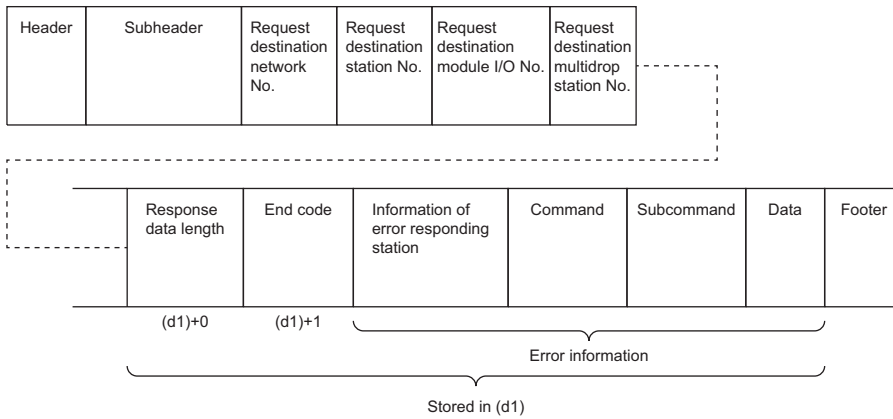 Header
Subheader
Request
destination
network
No.
Request
destination
station No.
Request
destination
module I/O No.
Request
destination
multidrop
station No.
Response
data length
End code
Information of
error responding
station
Command
Subcommand
Data
Footer
(d1)+0
(d1)+1
Error information
Stored in (d1)